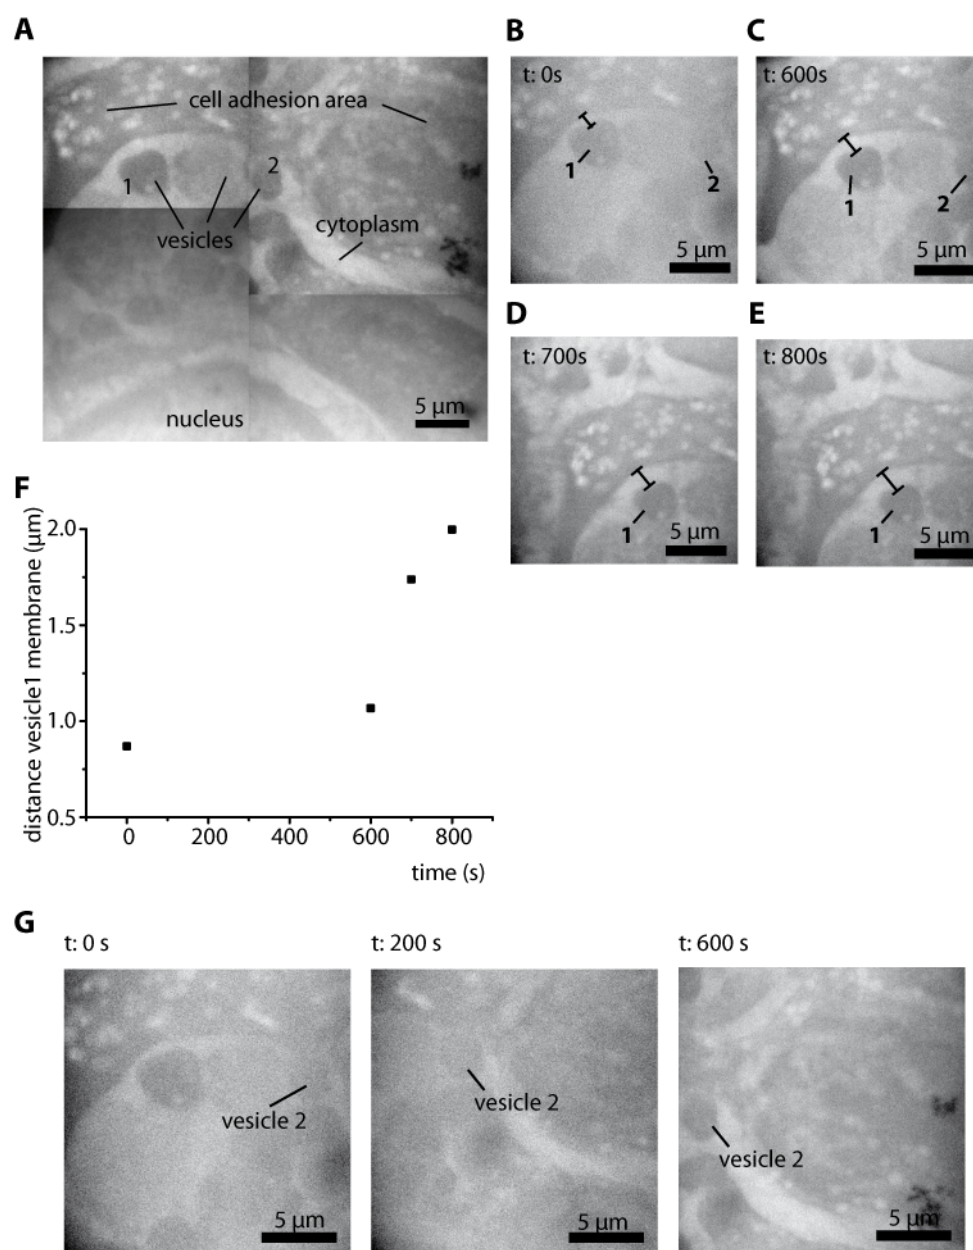 A
cell adhesion area
1
2
vesicles
cytoplasm
nucleus
5 µm
B
t: 0s
1
2
5 µm
C
t: 600s
1
2
5 µm
D
t: 700s
1
5 µm
E
t: 800s
1
5 µm
F
distance vesicle1 membrane (µm)
2.0
1.5
1.0
0.5
0
200
400
600
800
time (s)
G
t: 0 s
vesicle 2
5 µm
t: 200 s
vesicle 2
5 µm
t: 600 s
vesicle 2
5 µm